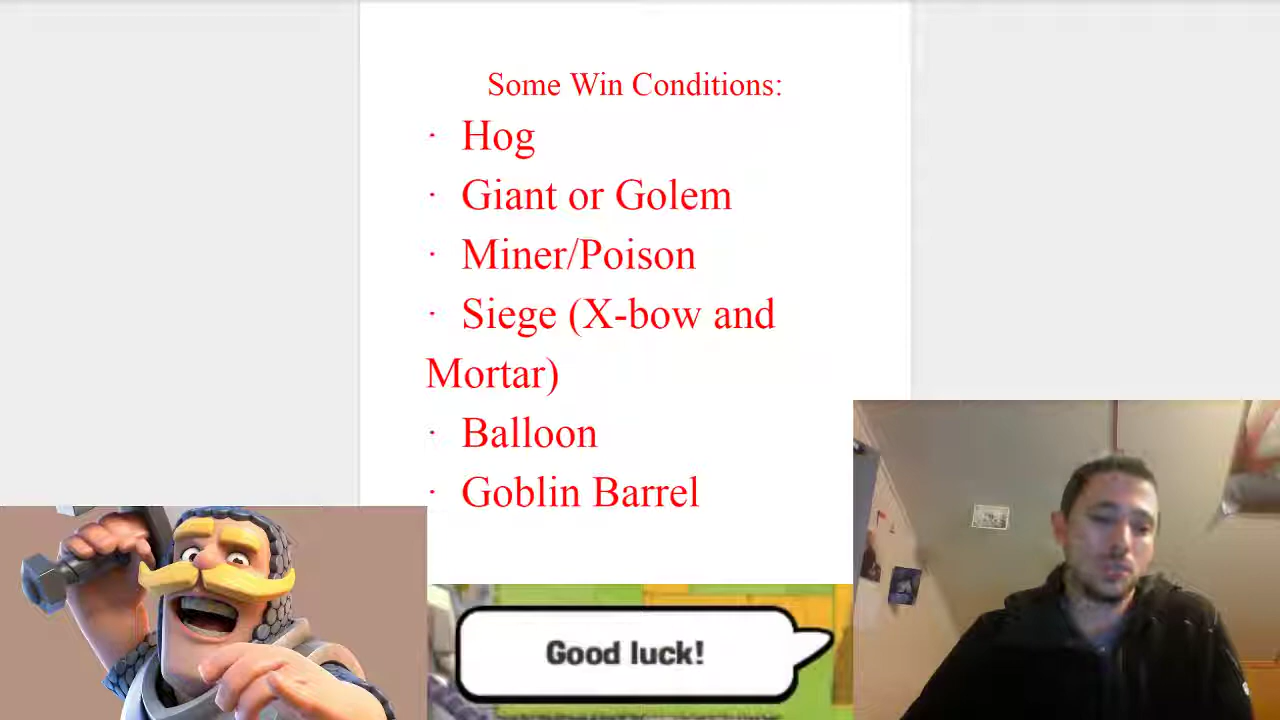 Some Win Conditions:
· Hog
· Giant or Golem
· Miner/Poison
· Siege (X-bow and
Mortar)
· Balloon
· Goblin Barrel
Good luck!